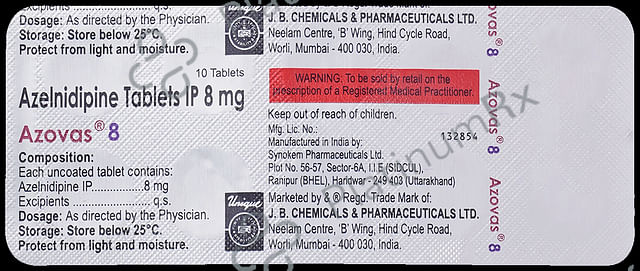 Excipients ................ q.s.
Dosage: As directed by the Physician.
Storage: Store below 25°C.
Protect from light and moisture.
10 Tablets
Azelnidipine Tablets IP 8 mg
Azovas® 8
Composition:
Each uncoated tablet contains:
Azelnidipine IP..............8 mg
Excipients ................ q.s.
Dosage: As directed by the Physician.
Storage: Store below 25°C.
Protect from light and moisture.
Unique
J. B. CHEMICALS & PHARMACEUTICALS LTD.
Neelam Centre, 'B' Wing, Hind Cycle Road,
Worli, Mumbai - 400 030, India.
WARNING: To be sold by retail on the
prescription of a Registered Medical Practitioner.
Keep out of reach of children.
Mfg. Lic. No.:
132854
Manufactured in India by:
Synokem Pharmaceuticals Ltd.
Plot No. 56-57, Sector-6A, I.I.E (SIDCUL),
Ranipur (BHEL), Hardwar - 249 403 (Uttarakhand)
Marketed by & ® Regd. Trade Mark of:
Unique
J. B. CHEMICALS & PHARMACEUTICALS LTD.
Neelam Centre, 'B' Wing, Hind Cycle Road,
Worli, Mumbai - 400 030, India.
Azovas® 8
Azovas® 8
Azovas® 8
PlatinumRx